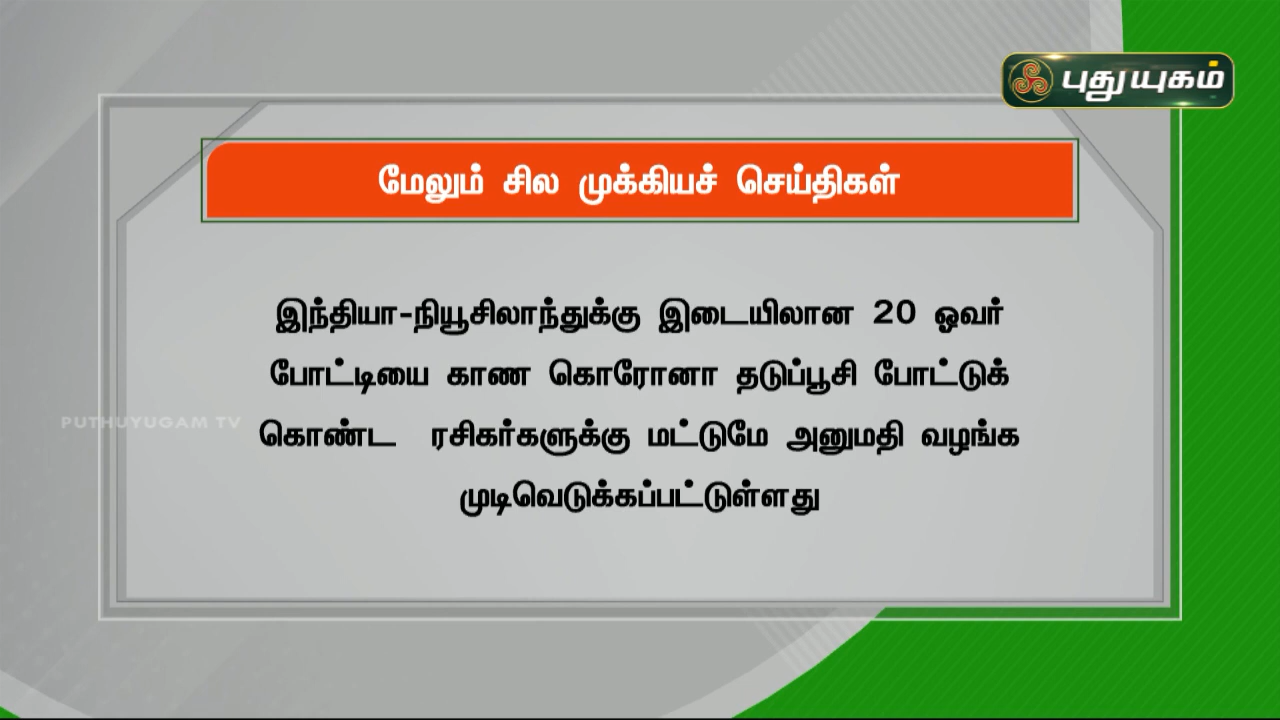 புதுயுகம்
மேலும் சில முக்கியச் செய்திகள்
இந்தியா-நியூசிலாந்துக்கு இடையிலான 20 ஓவர்
போட்டியை காண கொரோனா தடுப்பூசி போட்டுக்
கொண்ட ரசிகர்களுக்கு மட்டுமே அனுமதி வழங்க
முடிவெடுக்கப்பட்டுள்ளது
PUTHUYUGAM TV